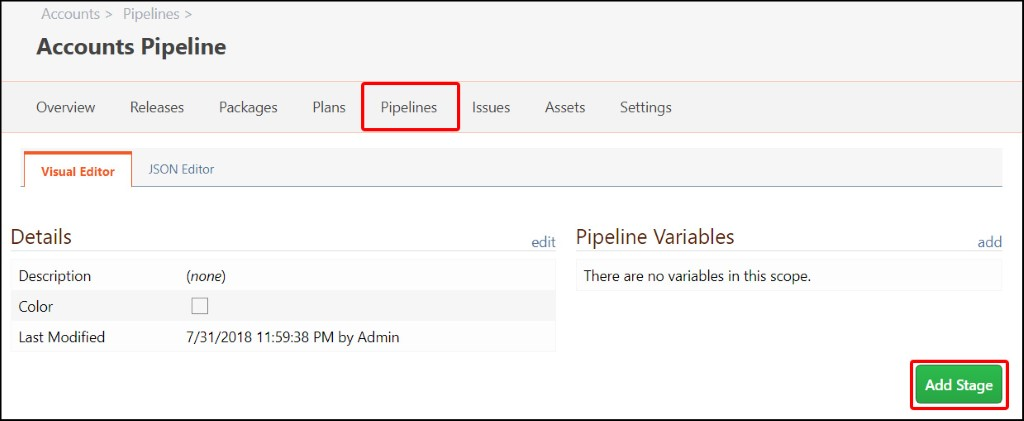 Accounts > Pipelines >
Accounts Pipeline
Overview Releases Packages Plans Pipelines Issues Assets Settings
Visual Editor JSON Editor
Details edit
Description (none)
Color
Last Modified 7/31/2018 11:59:38 PM by Admin
Pipeline Variables add
There are no variables in this scope.
Add Stage